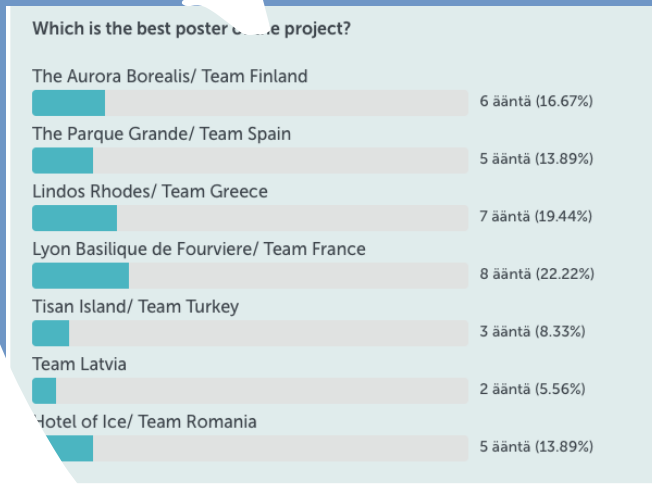 Which is the best poster project?
The Aurora Borealis/ Team Finland
6 ääntä (16.67%)
The Parque Grande/ Team Spain
5 ääntä (13.89%)
Lindos Rhodes/ Team Greece
7 ääntä (19.44%)
Lyon Basilique de Fourviere/ Team France
8 ääntä (22.22%)
Tisan Island/ Team Turkey
3 ääntä (8.33%)
Team Latvia
2 ääntä (5.56%)
Hotel of Ice/ Team Romania
5 ääntä (13.89%)